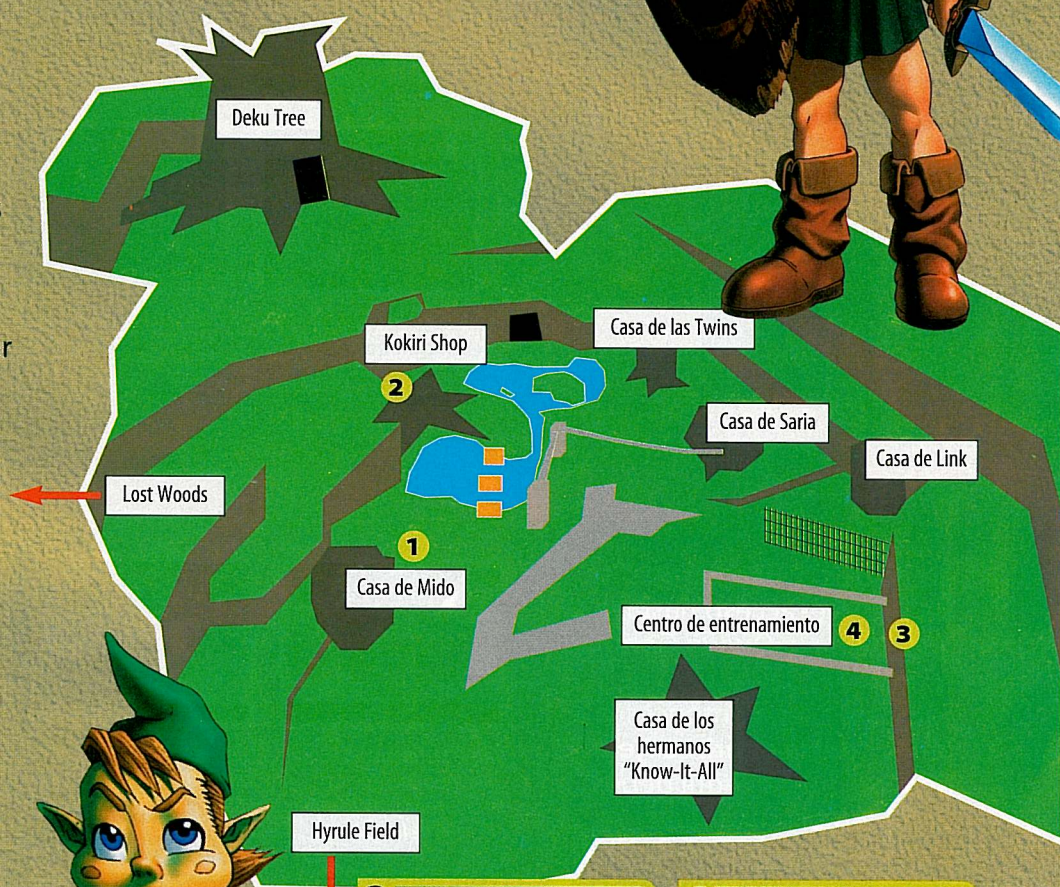 Deku Tree
r
Kokiri Shop
Casa de las Twins
2
Casa de Saria
Casa de Link
Lost Woods
1
Casa de Mido
Centro de entrenamiento
4
3
Casa de los
hermanos
“Know-It-All”
Hyrule Field